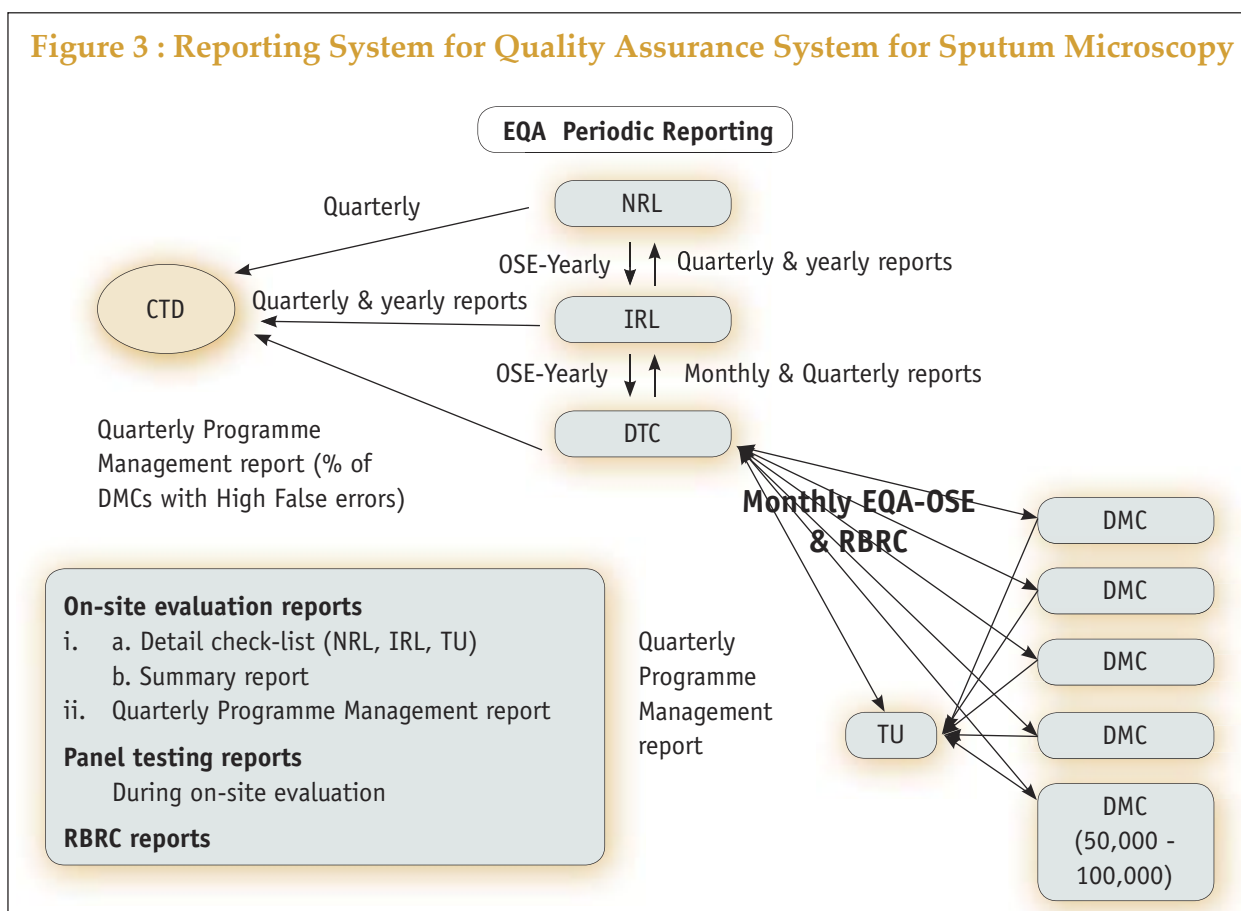 Figure 3 : Reporting System for Quality Assurance System for Sputum Microscopy
EQA Periodic Reporting
NRL
Quarterly
OSE-Yearly
Quarterly & yearly reports
CTD
Quarterly & yearly reports
IRL
OSE-Yearly
Monthly & Quarterly reports
DTC
Quarterly Programme
Management report (% of
DMCs with High False errors)
Monthly EQA-OSE
& RBRC
DMC
DMC
DMC
DMC
DMC
(50,000 -
100,000)
TU
Quarterly
Programme
Management
report
On-site evaluation reports
i. a. Detail check-list (NRL, IRL, TU)
b. Summary report
ii. Quarterly Programme Management report
Panel testing reports
During on-site evaluation
RBRC reports